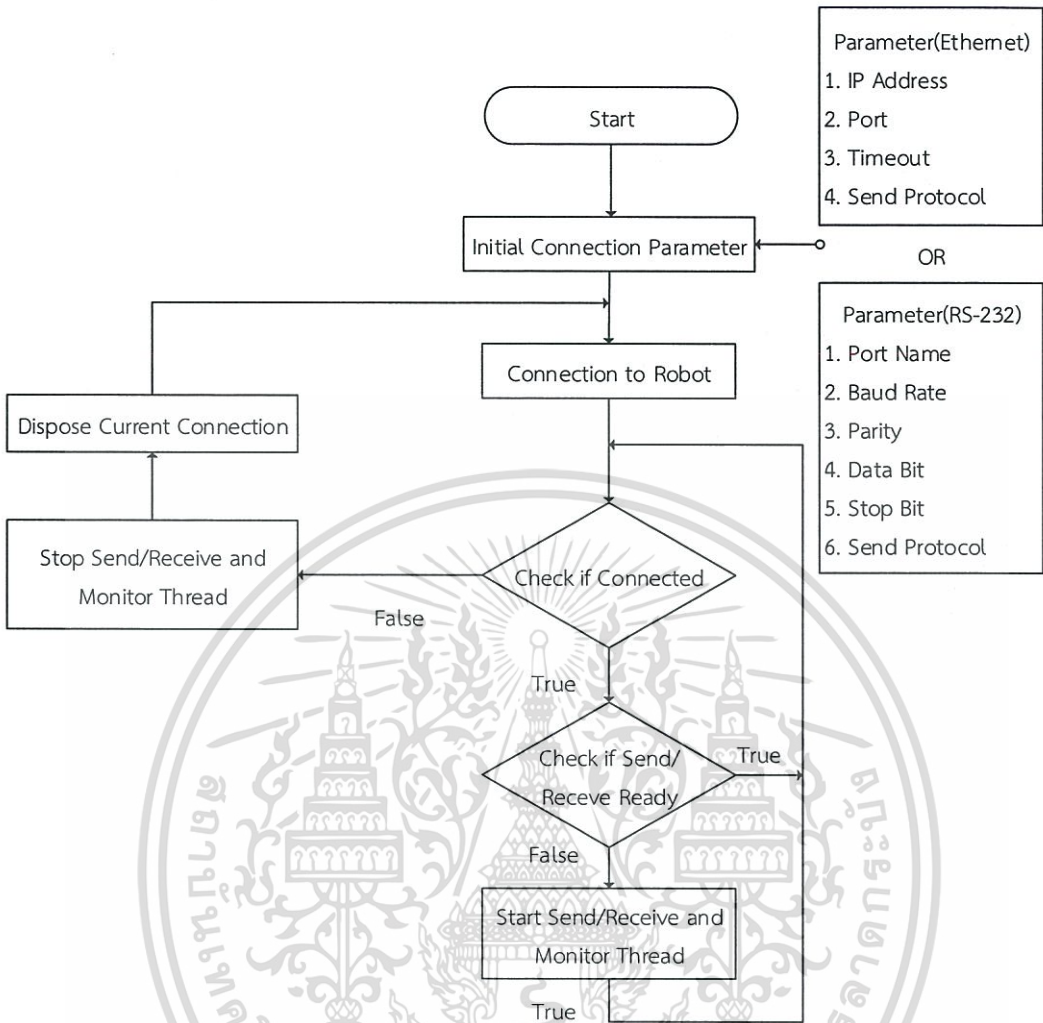 Parameter(Ethernet)
1. IP Address
2. Port
3. Timeout
4. Send Protocol
Start
Initial Connection Parameter
OR
Parameter(RS-232)
1. Port Name
2. Baud Rate
3. Parity
4. Data Bit
5. Stop Bit
6. Send Protocol
Connection to Robot
Dispose Current Connection
Stop Send/Receive and
Monitor Thread
Check if Connected
False
True
Check if Send/
Receve Ready
True
False
Start Send/Receive and
Monitor Thread
True